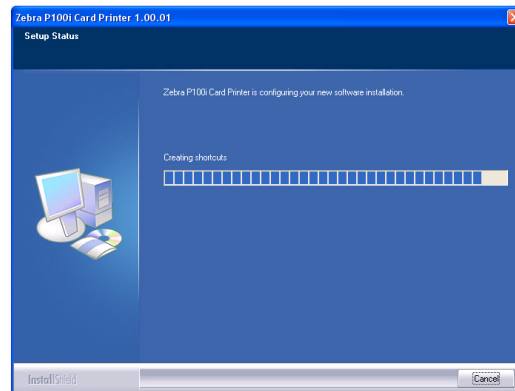 Zebra P100i Card Printer 1.00.01
Setup Status
Zebra P100i Card Printer is configuring your new software installation.
Creating shortcuts
InstallShield
Cancel